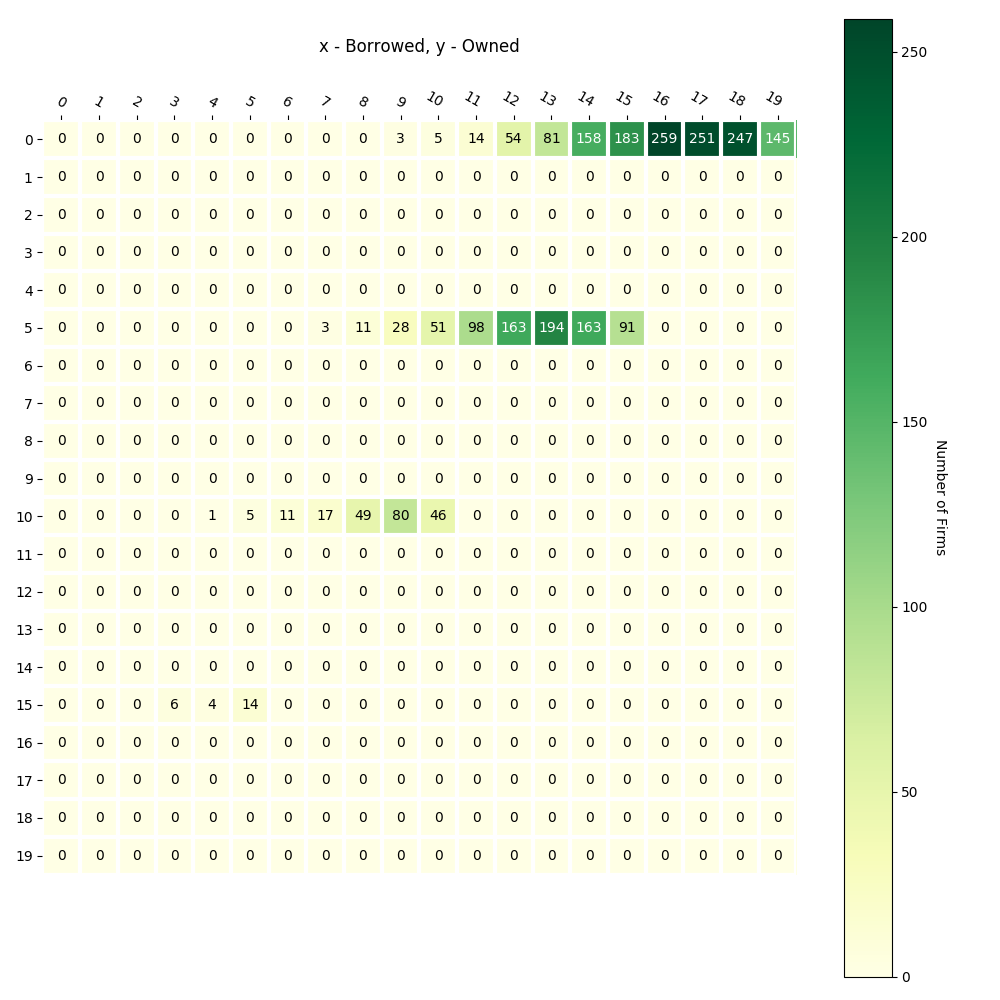 x - Borrowed, y - Owned
0 1 2 3 4 5 6 7 8 9 10 11 12 13 14 15 16 17 18 19
0 0 0 0 0 0 0 0 0 0 3 5 14 54 81 158 183 259 251 247 145
1 0 0 0 0 0 0 0 0 0 0 0 0 0 0 0 0 0 0 0 0
2 0 0 0 0 0 0 0 0 0 0 0 0 0 0 0 0 0 0 0 0
3 0 0 0 0 0 0 0 0 0 0 0 0 0 0 0 0 0 0 0 0
4 0 0 0 0 0 0 0 0 0 0 0 0 0 0 0 0 0 0 0 0
5 0 0 0 0 0 0 0 3 11 28 51 98 163 194 163 91 0 0 0 0
6 0 0 0 0 0 0 0 0 0 0 0 0 0 0 0 0 0 0 0 0
7 0 0 0 0 0 0 0 0 0 0 0 0 0 0 0 0 0 0 0 0
8 0 0 0 0 0 0 0 0 0 0 0 0 0 0 0 0 0 0 0 0
9 0 0 0 0 0 0 0 0 0 0 0 0 0 0 0 0 0 0 0 0
10 0 0 0 0 1 5 11 17 49 80 46 0 0 0 0 0 0 0 0 0
11 0 0 0 0 0 0 0 0 0 0 0 0 0 0 0 0 0 0 0 0
12 0 0 0 0 0 0 0 0 0 0 0 0 0 0 0 0 0 0 0 0
13 0 0 0 0 0 0 0 0 0 0 0 0 0 0 0 0 0 0 0 0
14 0 0 0 0 0 0 0 0 0 0 0 0 0 0 0 0 0 0 0 0
15 0 0 0 6 4 14 0 0 0 0 0 0 0 0 0 0 0 0 0 0
16 0 0 0 0 0 0 0 0 0 0 0 0 0 0 0 0 0 0 0 0
17 0 0 0 0 0 0 0 0 0 0 0 0 0 0 0 0 0 0 0 0
18 0 0 0 0 0 0 0 0 0 0 0 0 0 0 0 0 0 0 0 0
19 0 0 0 0 0 0 0 0 0 0 0 0 0 0 0 0 0 0 0 0
250
200
150
100
50
0
Number of Firms